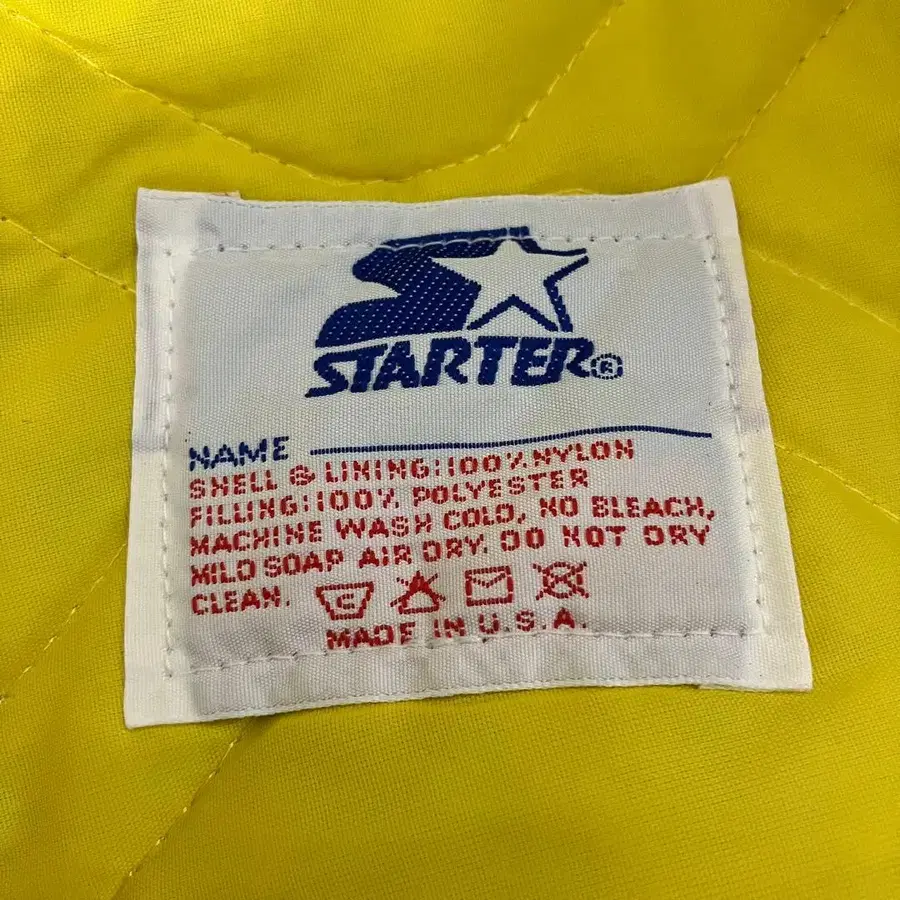 STARTER®
NAME
SHELL & LINING:100% NYLON
FILLING:100% POLYESTER
MACHINE WASH COLD, NO BLEACH,
MILD SOAP AIR DRY. DO NOT DRY
CLEAN.
MADE IN U.S.A.